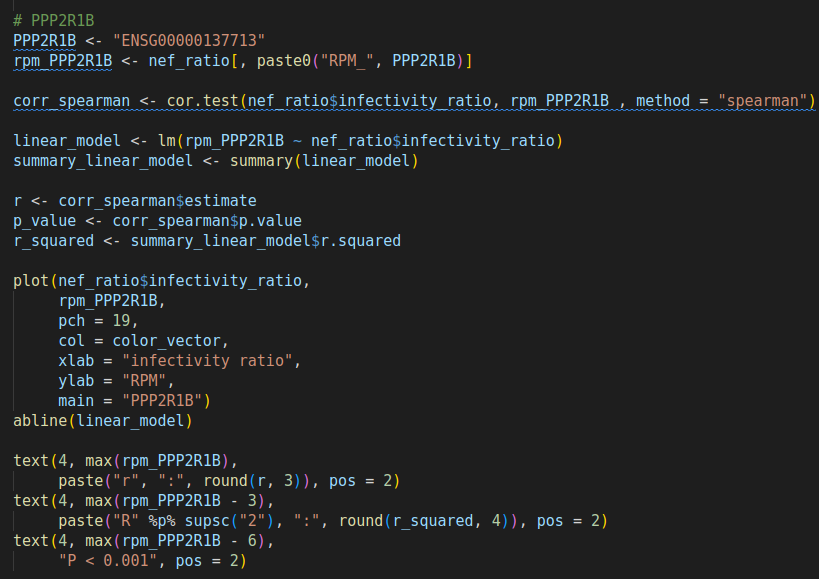 # PPP2R1B
PPP2R1B <- "ENSG00000137713"
rpm_PPP2R1B <- nef_ratio[, paste0("RPM_", PPP2R1B)]
corr_spearman <- cor.test(nef_ratio$infectivity_ratio, rpm_PPP2R1B , method = "spearman")
linear_model <- lm(rpm_PPP2R1B ~ nef_ratio$infectivity_ratio)
summary_linear_model <- summary(linear_model)
r <- corr_spearman$estimate
p_value <- corr_spearman$p.value
r_squared <- summary_linear_model$r.squared
plot(nef_ratio$infectivity_ratio,
     rpm_PPP2R1B,
     pch = 19,
     col = color_vector,
     xlab = "infectivity ratio",
     ylab = "RPM",
     main = "PPP2R1B")
abline(linear_model)
text(4, max(rpm_PPP2R1B),
     paste("r", ":", round(r, 3)), pos = 2)
text(4, max(rpm_PPP2R1B - 3),
     paste("R" %p% supsc("2"), ":", round(r_squared, 4)), pos = 2)
text(4, max(rpm_PPP2R1B - 6),
     "P < 0.001", pos = 2)